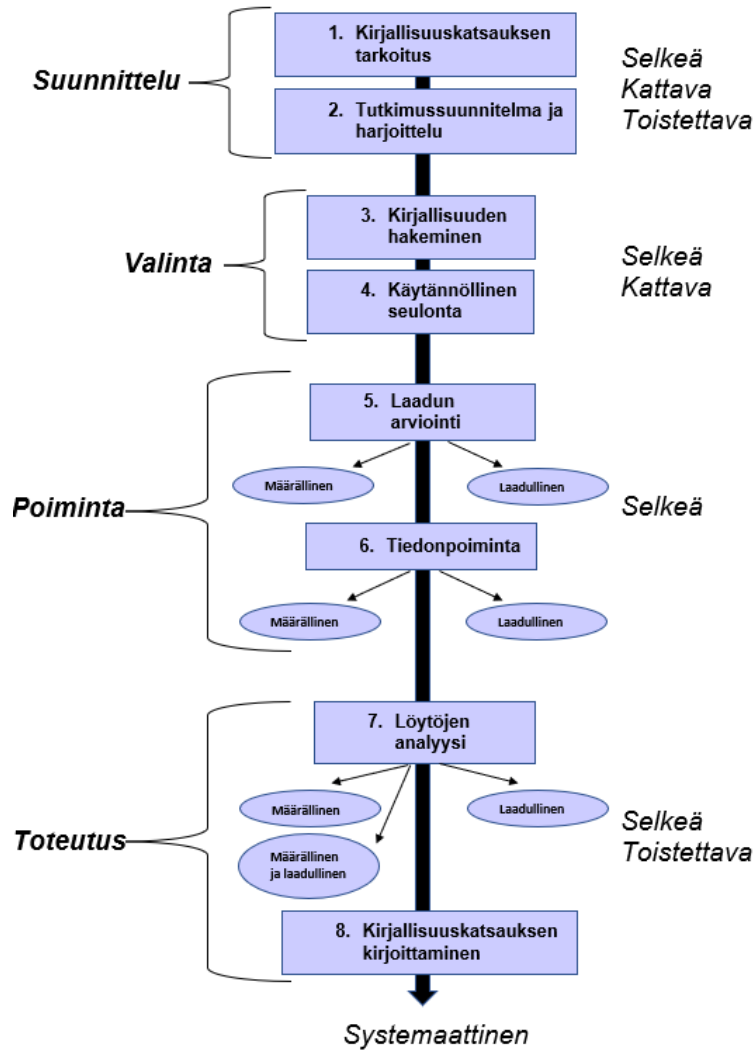 1. Kirjallisuuskatsauksen
tarkoitus
Suunnittelu
2. Tutkimussuunnitelma ja
harjoittelu
Selkeä
Kattava
Toistettava
3. Kirjallisuuden
hakeminen
Valinta
4. Käytännöllinen
seulonta
Selkeä
Kattava
5. Laadun
arviointi
Määrällinen
Laadullinen
Poiminta
Selkeä
6. Tiedonpoiminta
Määrällinen
Laadullinen
7. Löytöjen
analyysi
Määrällinen
Laadullinen
Toteutus
Määrällinen
ja laadullinen
Selkeä
Toistettava
8. Kirjallisuuskatsauksen
kirjoittaminen
Systemaattinen